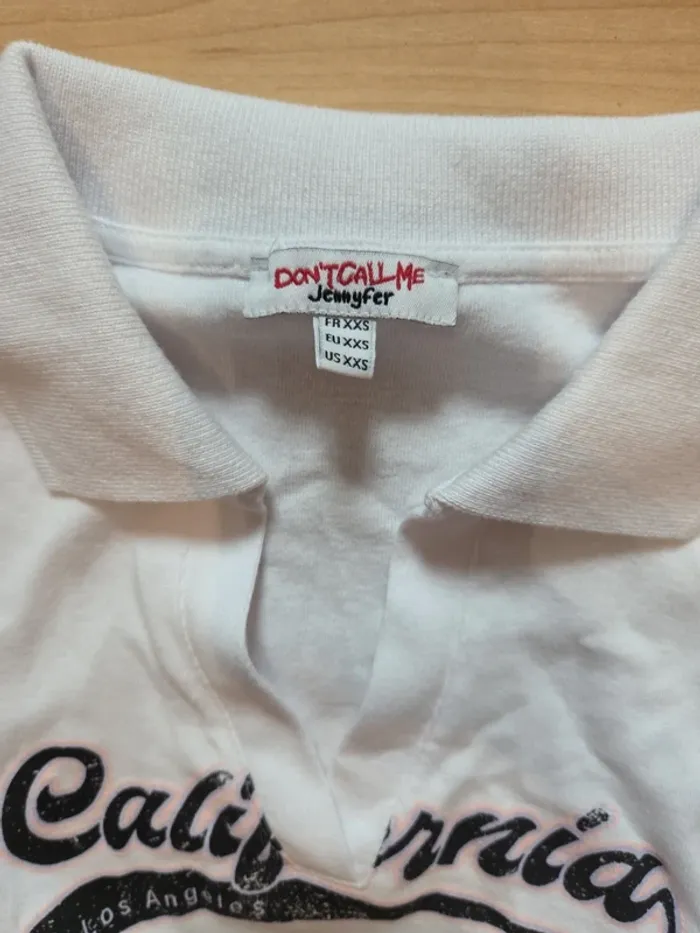 DON'T CALL ME
Jennyfer
FR XXS
EU XXS
US XXS
California
Los Angeles